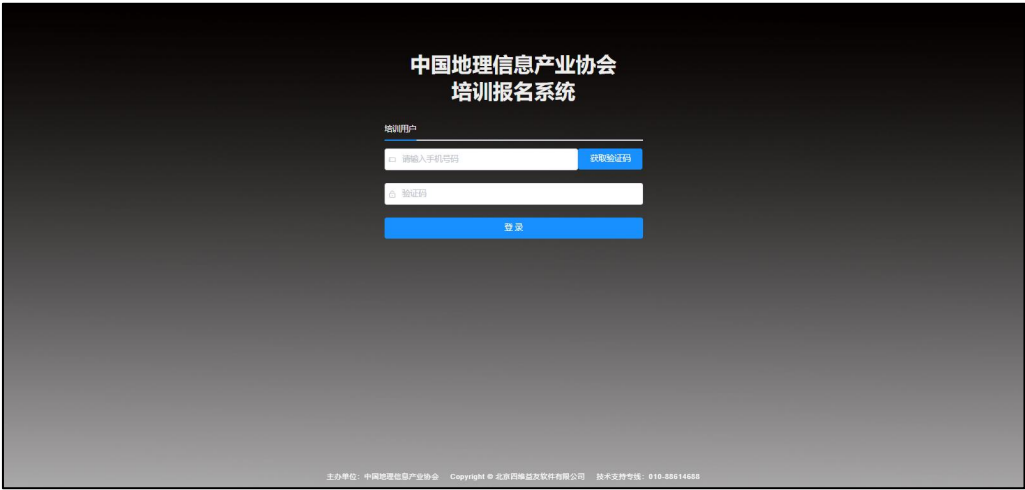 中国地理信息产业协会
培训报名系统
培训用户
请输入手机号码
获取验证码
验证码
登 录
主办单位：中国地理信息产业协会 Copyright © 北京四维益友软件有限公司 技术支持专线：010-88614688